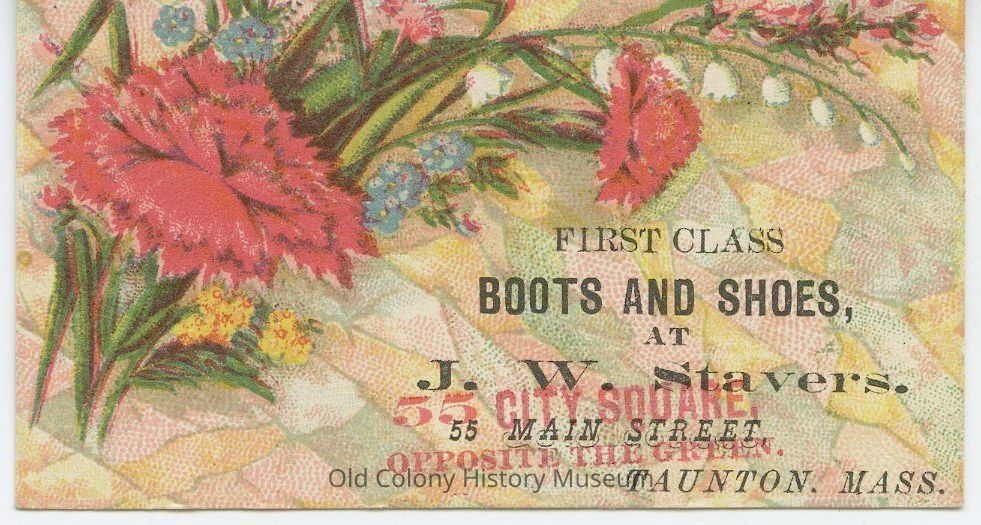 FIRST CLASS
BOOTS AND SHOES,
AT
J. W. Stavers.
55 CITY SQUARE,
55 MAIN STREET,
OPPOSITE THE GREEN.
TAUNTON. MASS.
Old Colony History Museum